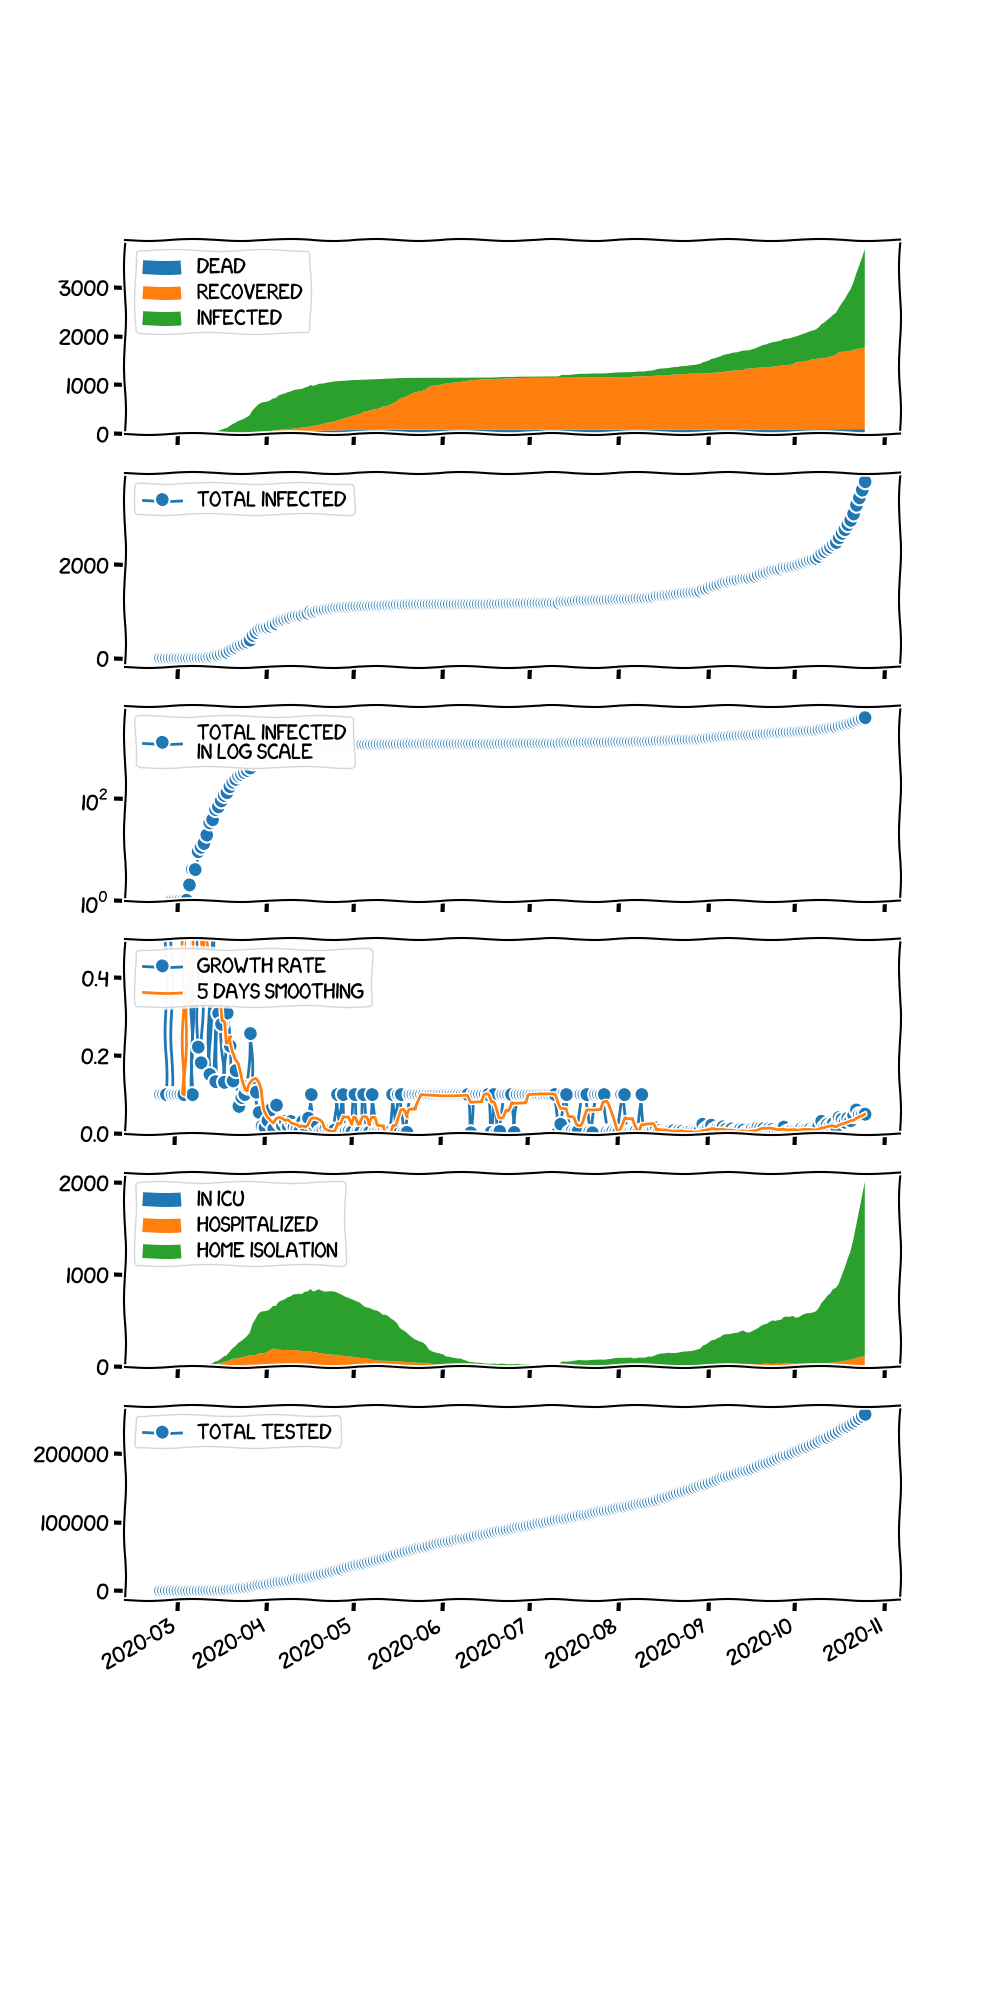 DEAD
RECOVERED
INFECTED
3000
2000
1000
0
TOTAL INFECTED
2000
0
TOTAL INFECTED
IN LOG SCALE
10²
10⁰
GROWTH RATE
5 DAYS SMOOTHING
0.4
0.2
0.0
IN ICU
HOSPITALIZED
HOME ISOLATION
2000
1000
0
TOTAL TESTED
200000
100000
0
2020-03 2020-04 2020-05 2020-06 2020-07 2020-08 2020-09 2020-10 2020-11